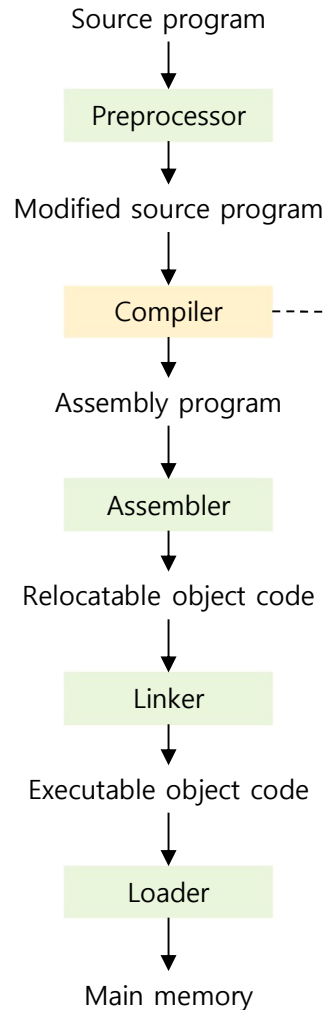 Source program
Preprocessor
Modified source program
Compiler
Assembly program
Assembler
Relocatable object code
Linker
Executable object code
Loader
Main memory